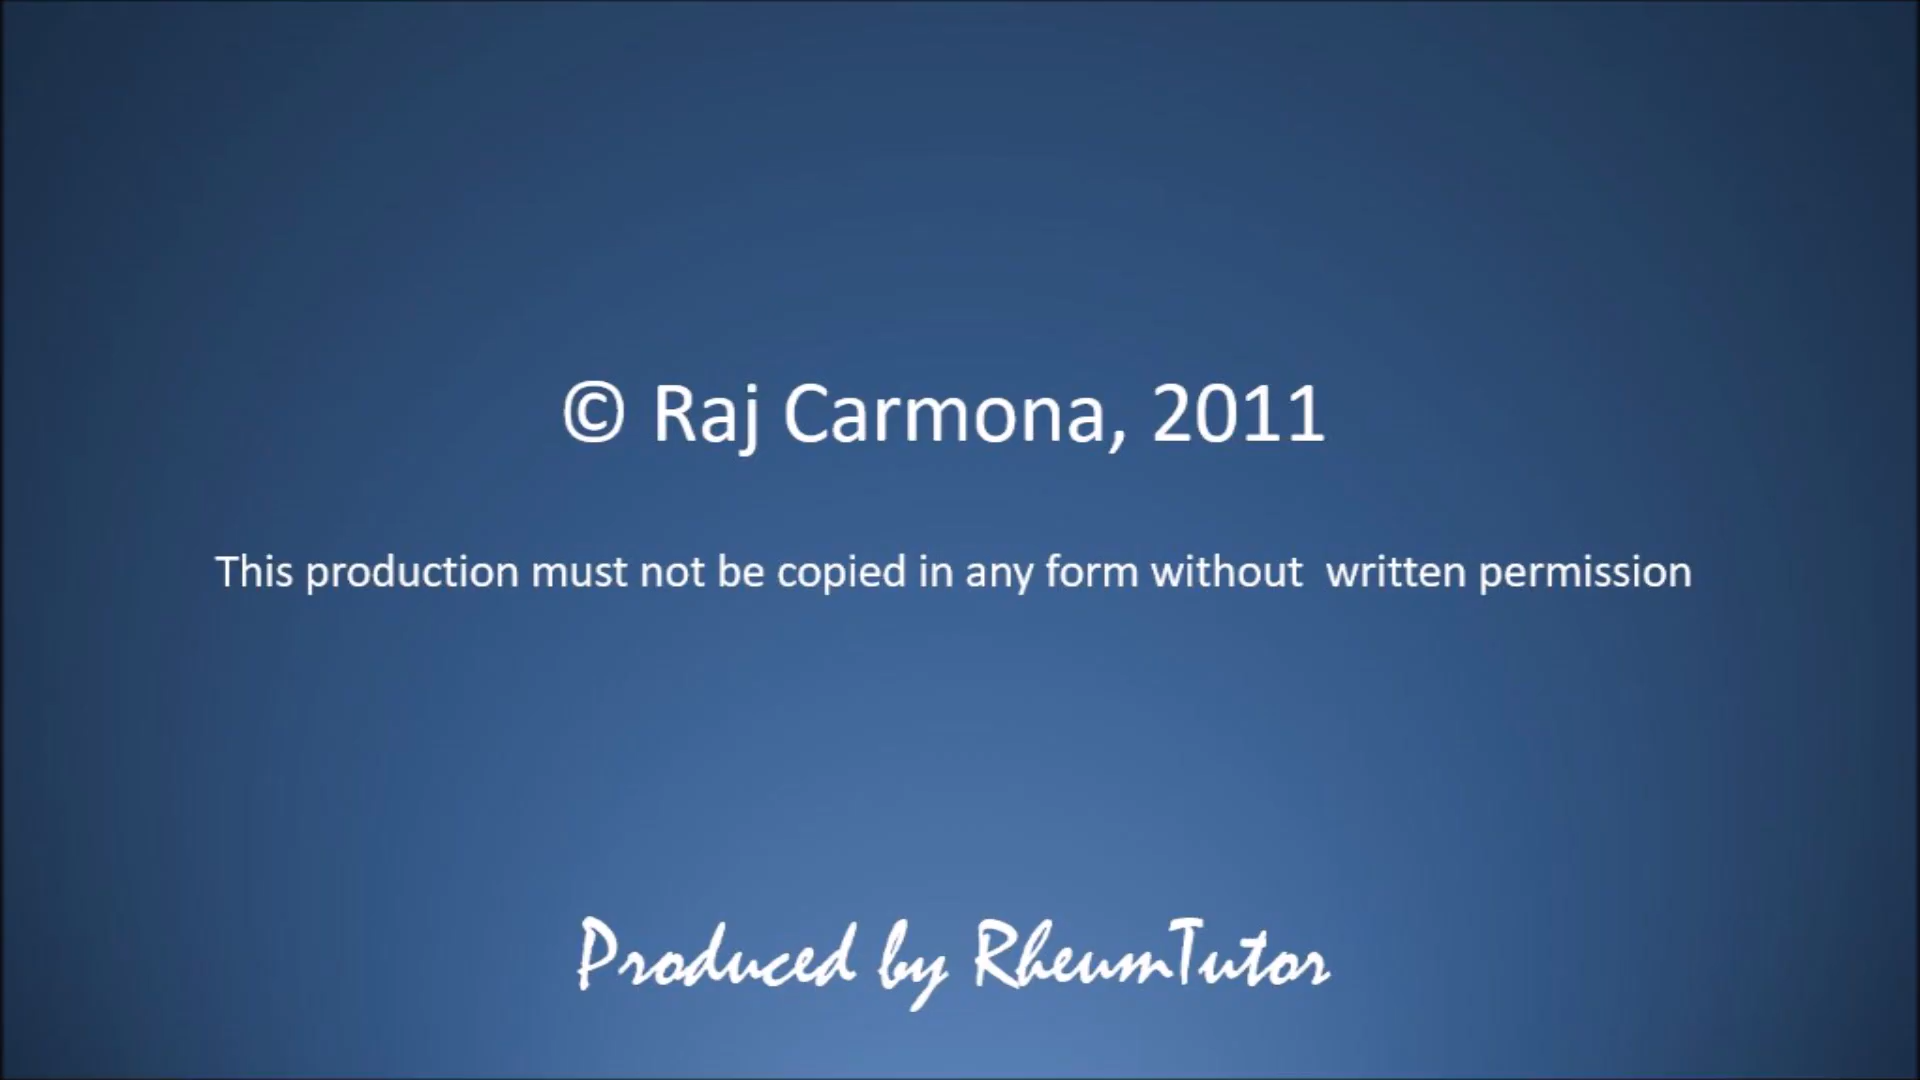 © Raj Carmona, 2011
This production must not be copied in any form without  written permission
Produced by RheumTutor